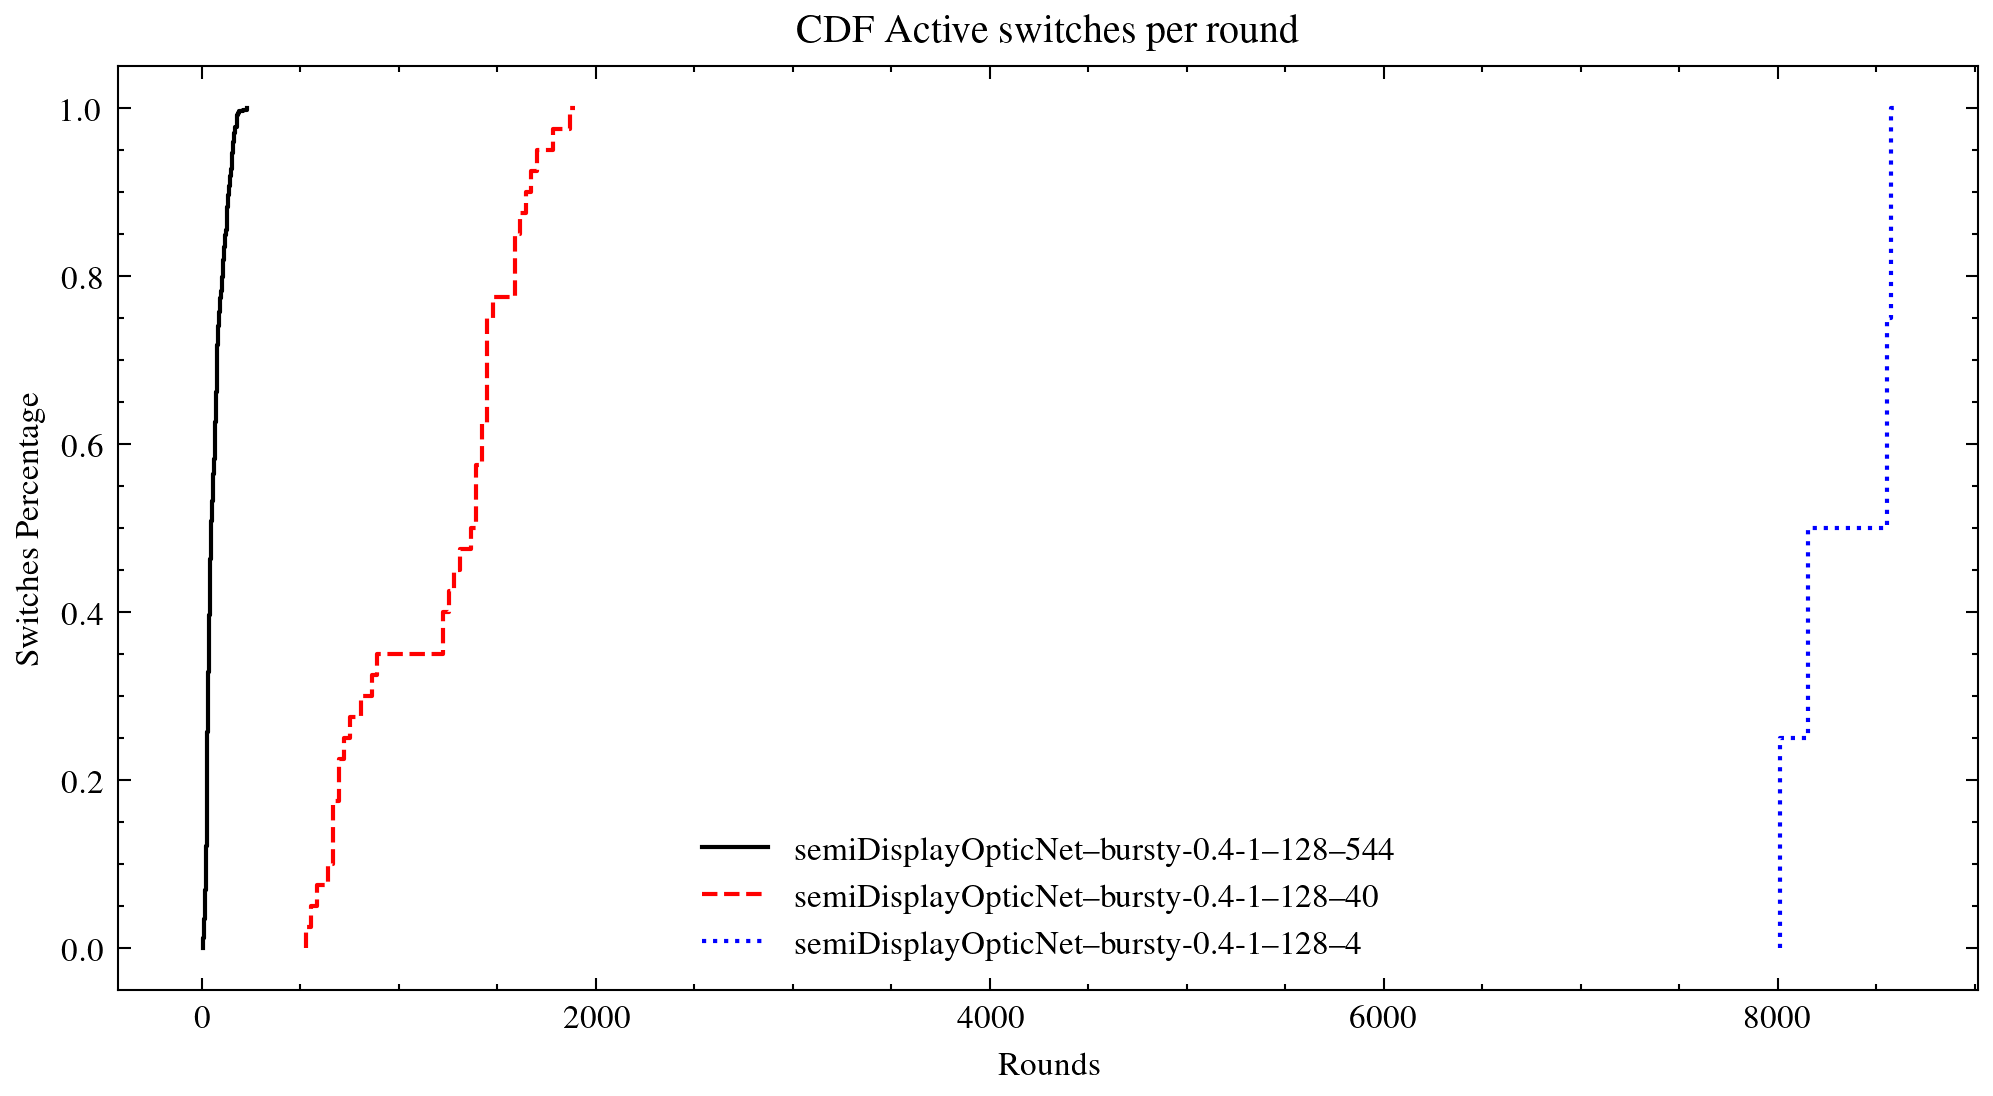 CDF Active switches per round
1.0
0.8
0.6
0.4
0.2
0.0
Switches Percentage
semiDisplayOpticNet–bursty-0.4-1–128–544
semiDisplayOpticNet–bursty-0.4-1–128–40
semiDisplayOpticNet–bursty-0.4-1–128–4
0 2000 4000 6000 8000
Rounds